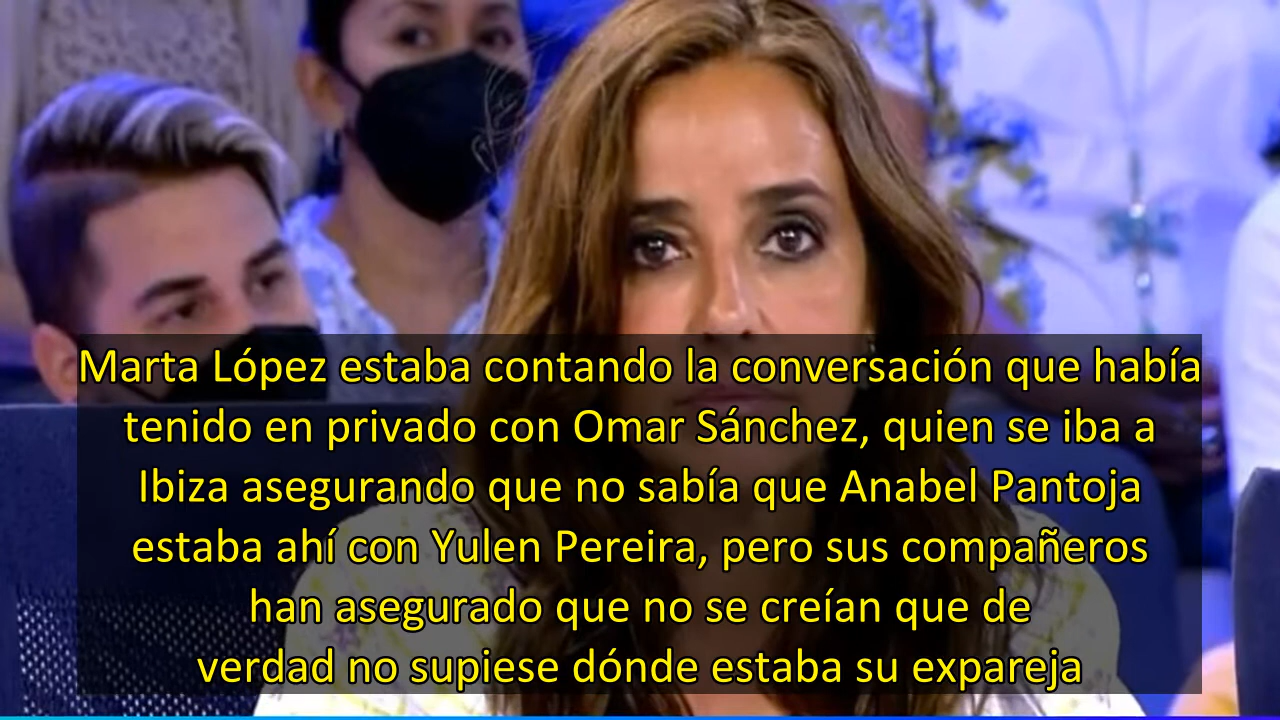 Marta López estaba contando la conversación que había
tenido en privado con Omar Sánchez, quien se iba a
Ibiza asegurando que no sabía que Anabel Pantoja
estaba ahí con Yulen Pereira, pero sus compañeros
han asegurado que no se creían que de
verdad no supiese dónde estaba su expareja